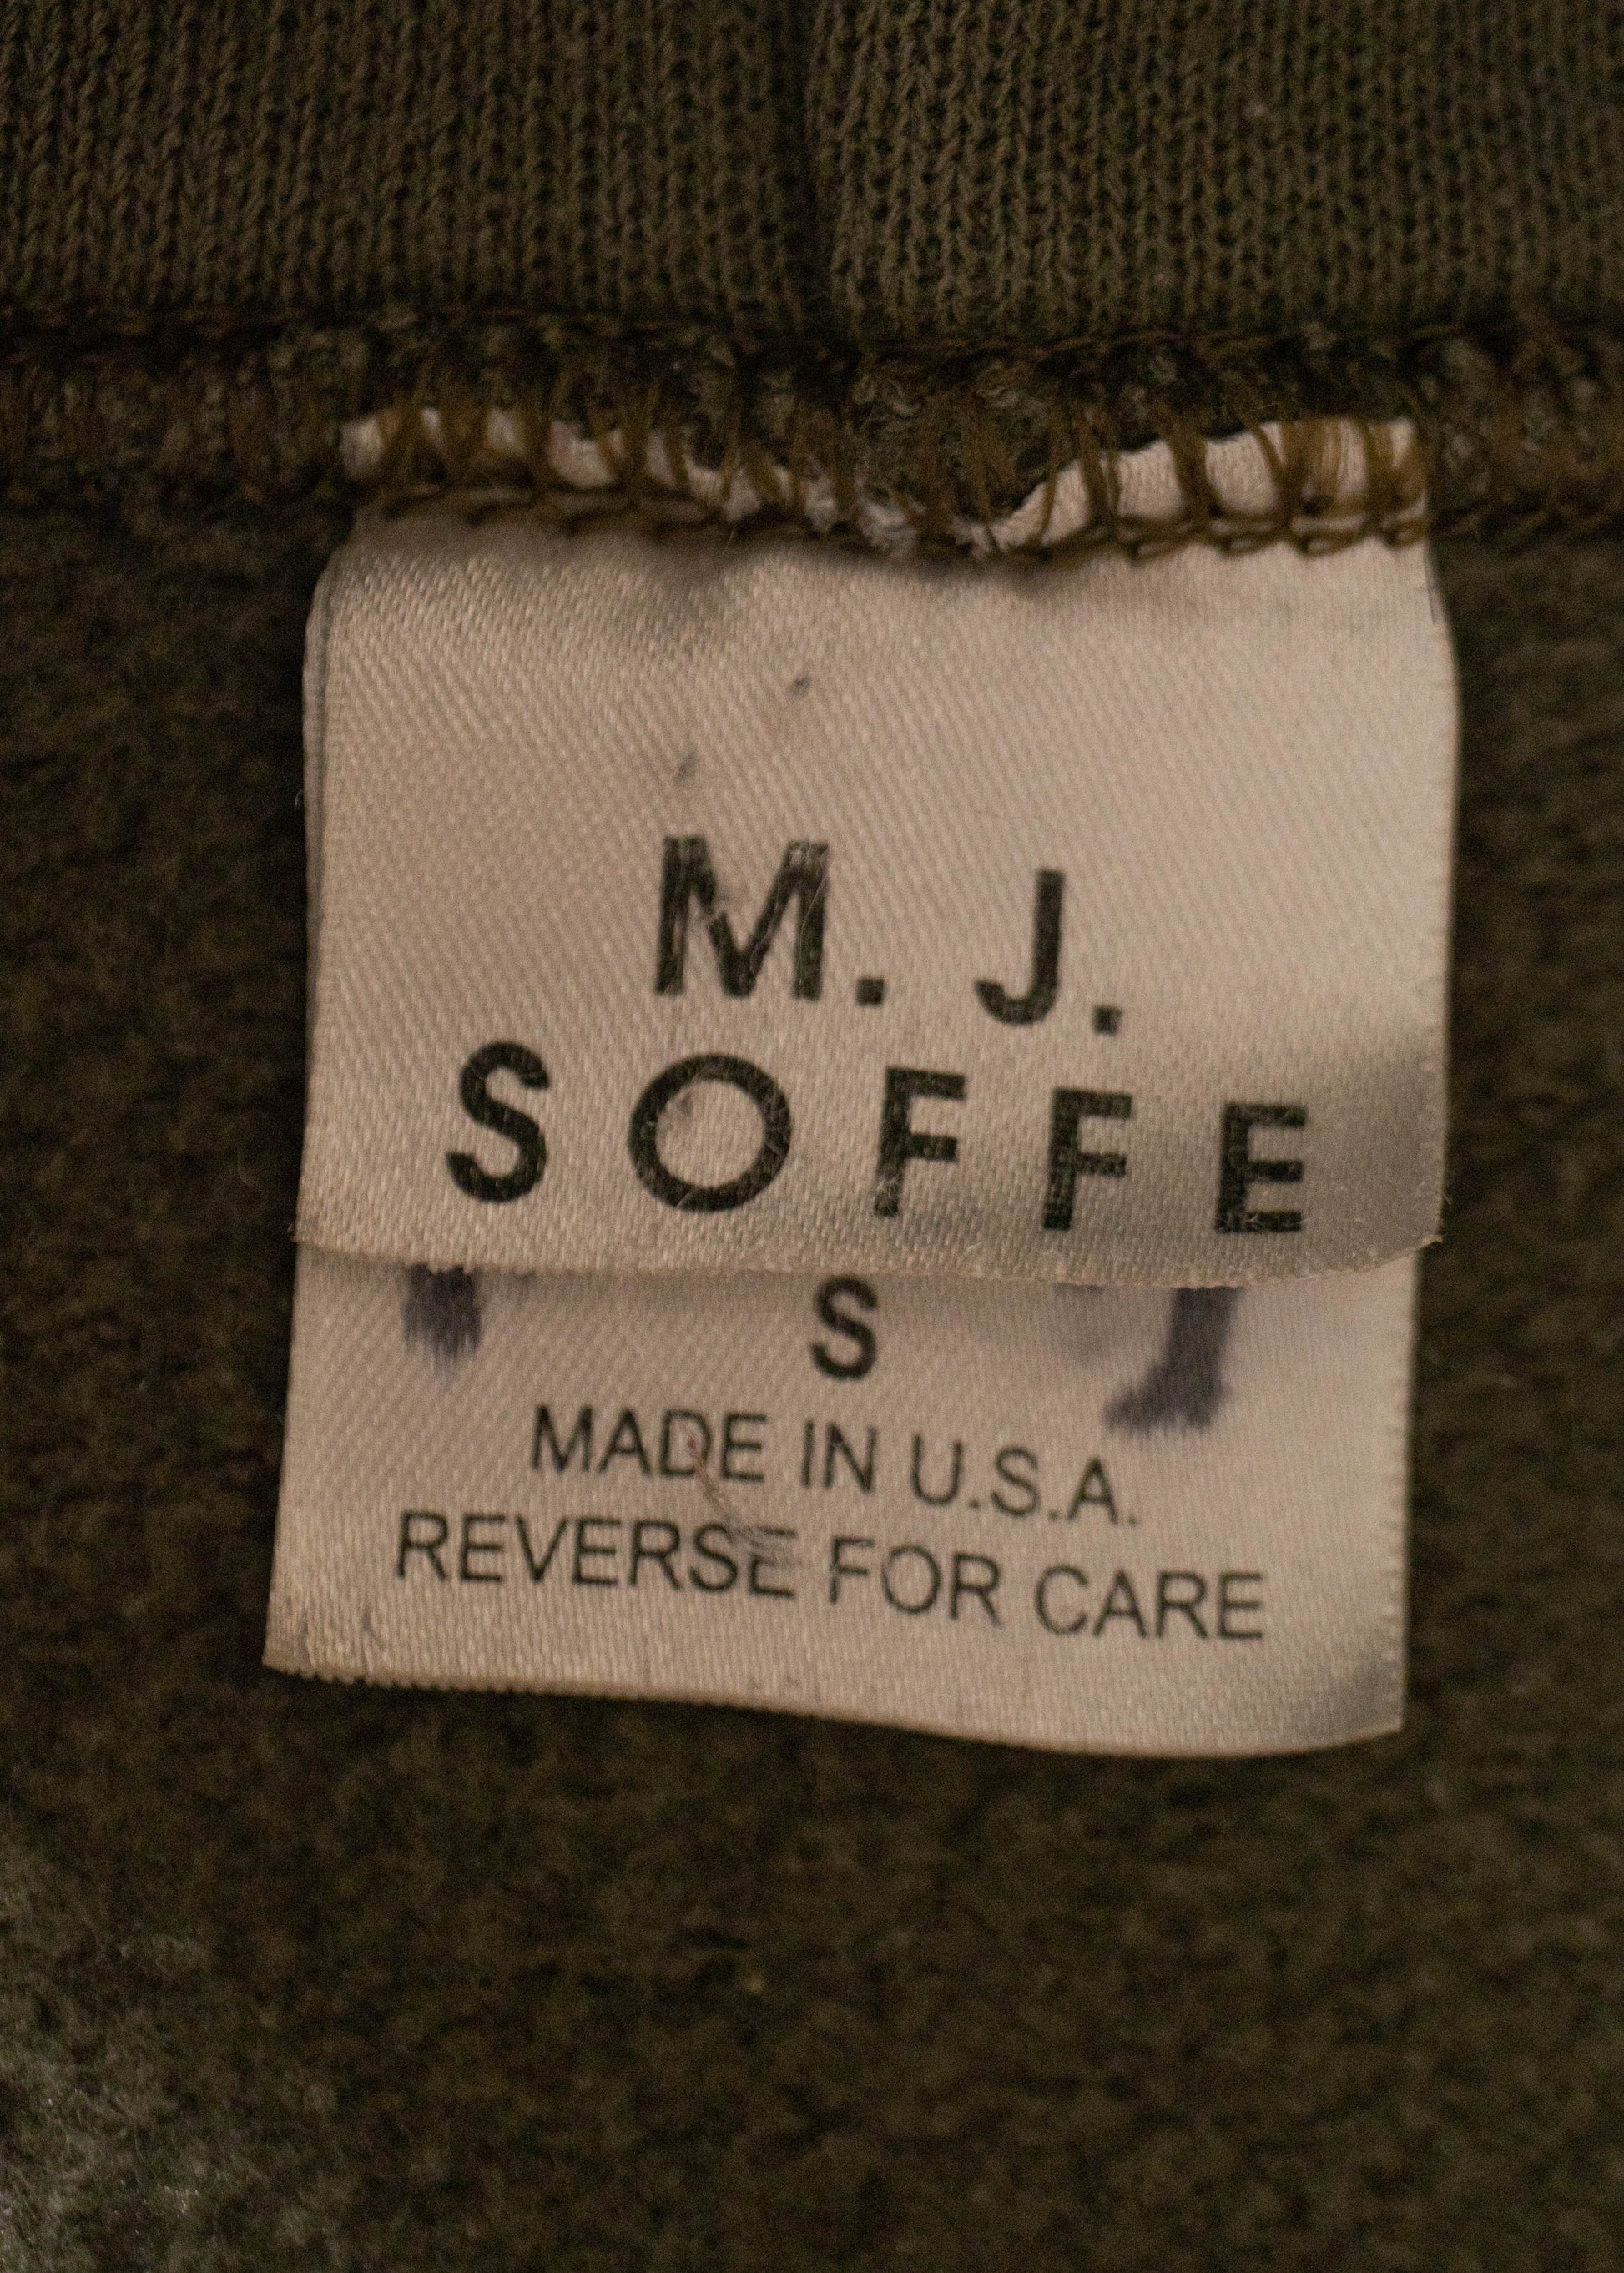 M. J.
SOFFE
S
MADE IN U.S.A.
REVERSE FOR CARE